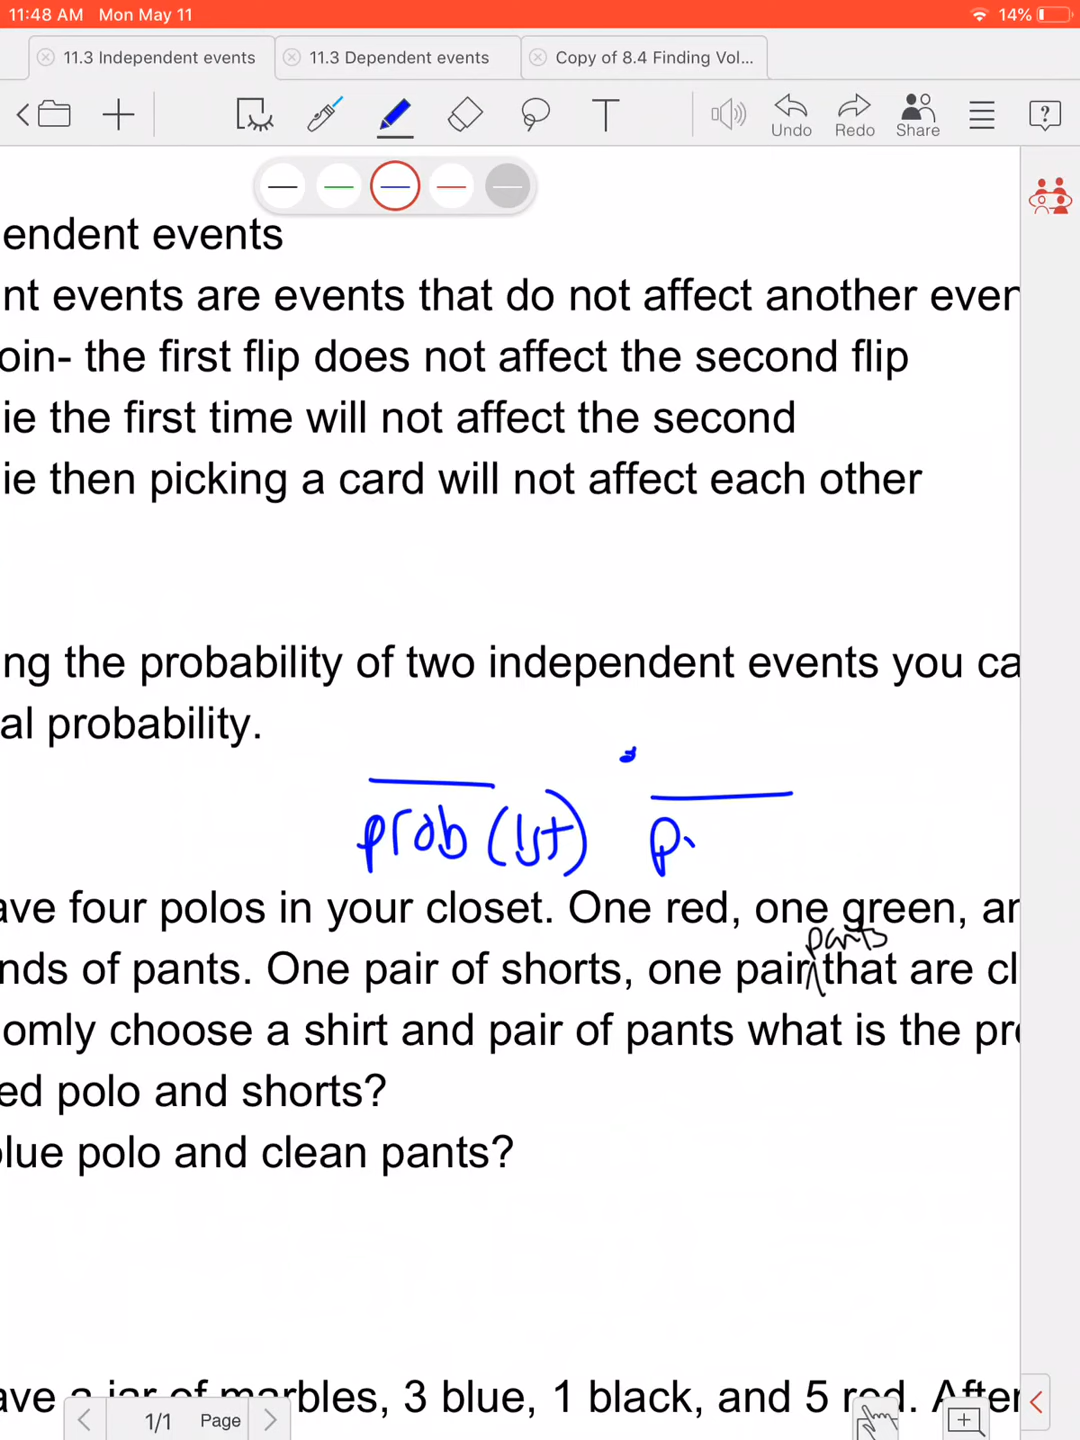 11:48 AM Mon May 11
14%
11.3 Independent events
11.3 Dependent events
Copy of 8.4 Finding Vol...
T
Undo
Redo
Share
?
endent events
nt events are events that do not affect another even
oin- the first flip does not affect the second flip
ie the first time will not affect the second
ie then picking a card will not affect each other
ng the probability of two independent events you ca
al probability.
prob (1st) p
ave four polos in your closet. One red, one green, an
pants
nds of pants. One pair of shorts, one pair that are cl
omly choose a shirt and pair of pants what is the pro
ed polo and shorts?
lue polo and clean pants?
ave a jar of marbles, 3 blue, 1 black, and 5 red. After
1/1 Page